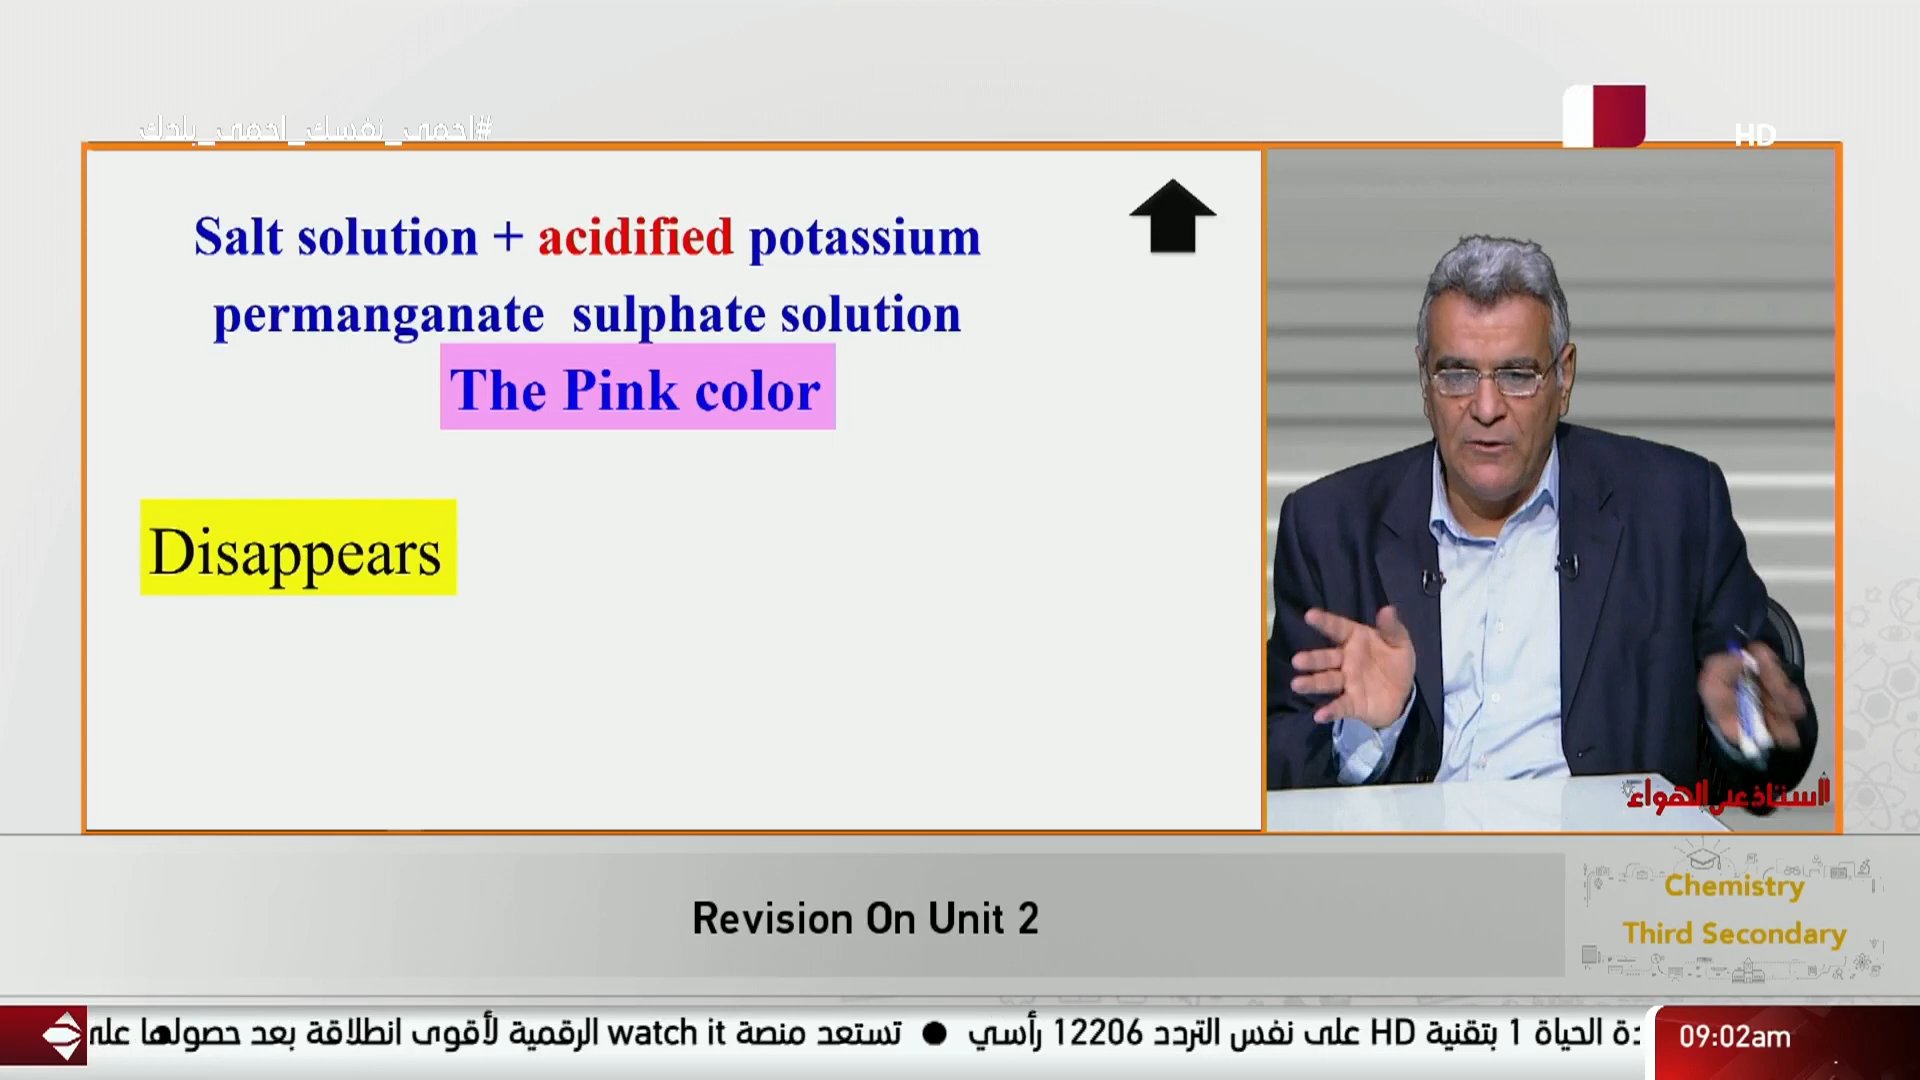 #احمي_نفسك_احمي_بلدك
HD
Salt solution + acidified potassium
permanganate sulphate solution
The Pink color
Disappears
أستاذ على الهواء
Revision On Unit 2
Chemistry
Third Secondary
دة الحياة 1 بتقنية HD على نفس التردد 12206 رأسي ● تستعد منصة watch it الرقمية لأقوى انطلاقة بعد حصولها على
09:02am